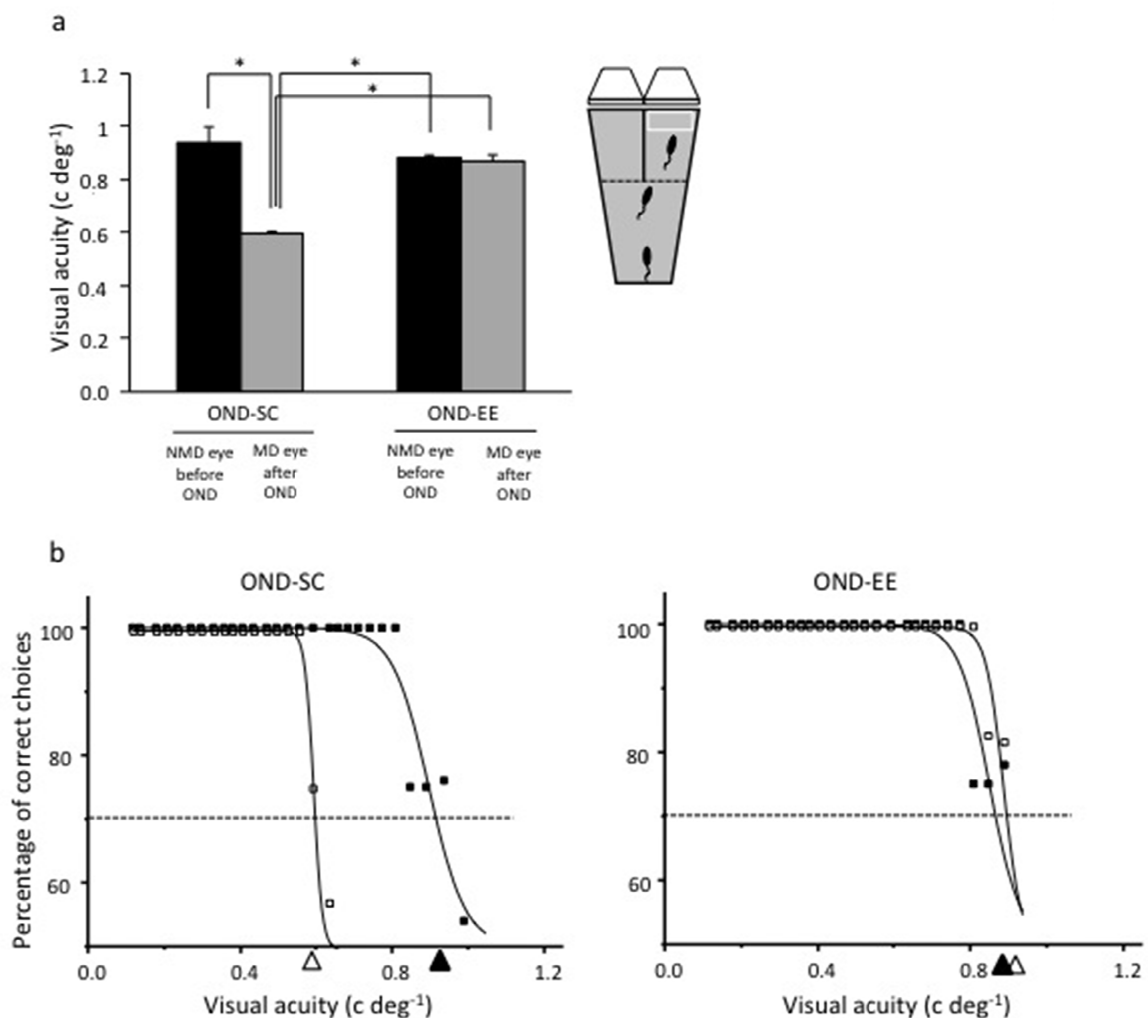 a
* * *
1.2
1
0.8
0.6
0.4
0.2
0.0
Visual acuity (c deg-1)
OND-SC OND-EE
NMD eye before OND
MD eye after OND
NMD eye before OND
MD eye after OND
b
OND-SC
100
80
60
Percentage of correct choices
0.0 0.4 0.8 1.2
Visual acuity (c deg-1)
OND-EE
100
80
60
0.0 0.4 0.8 1.2
Visual acuity (c deg-1)